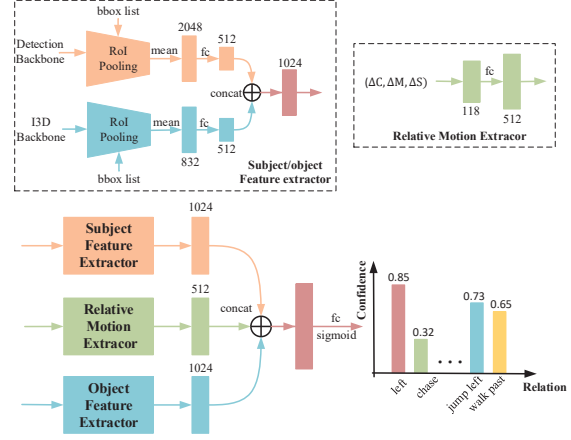 bbox list
Detection
Backbone
RoI
Pooling
mean
2048
fc
512
1024
concat
I3D
Backbone
RoI
Pooling
mean
fc
832
512
bbox list
Subject/object
Feature extractor
(ΔC, ΔM, ΔS)
fc
118
512
Relative Motion Extracor
Subject
Feature
Extractor
1024
Relative
Motion
Extracor
512
concat
fc
sigmoid
Object
Feature
Extractor
1024
Confidence
0.85
0.32
0.73
0.65
left
chase
jump left
walk past
Relation